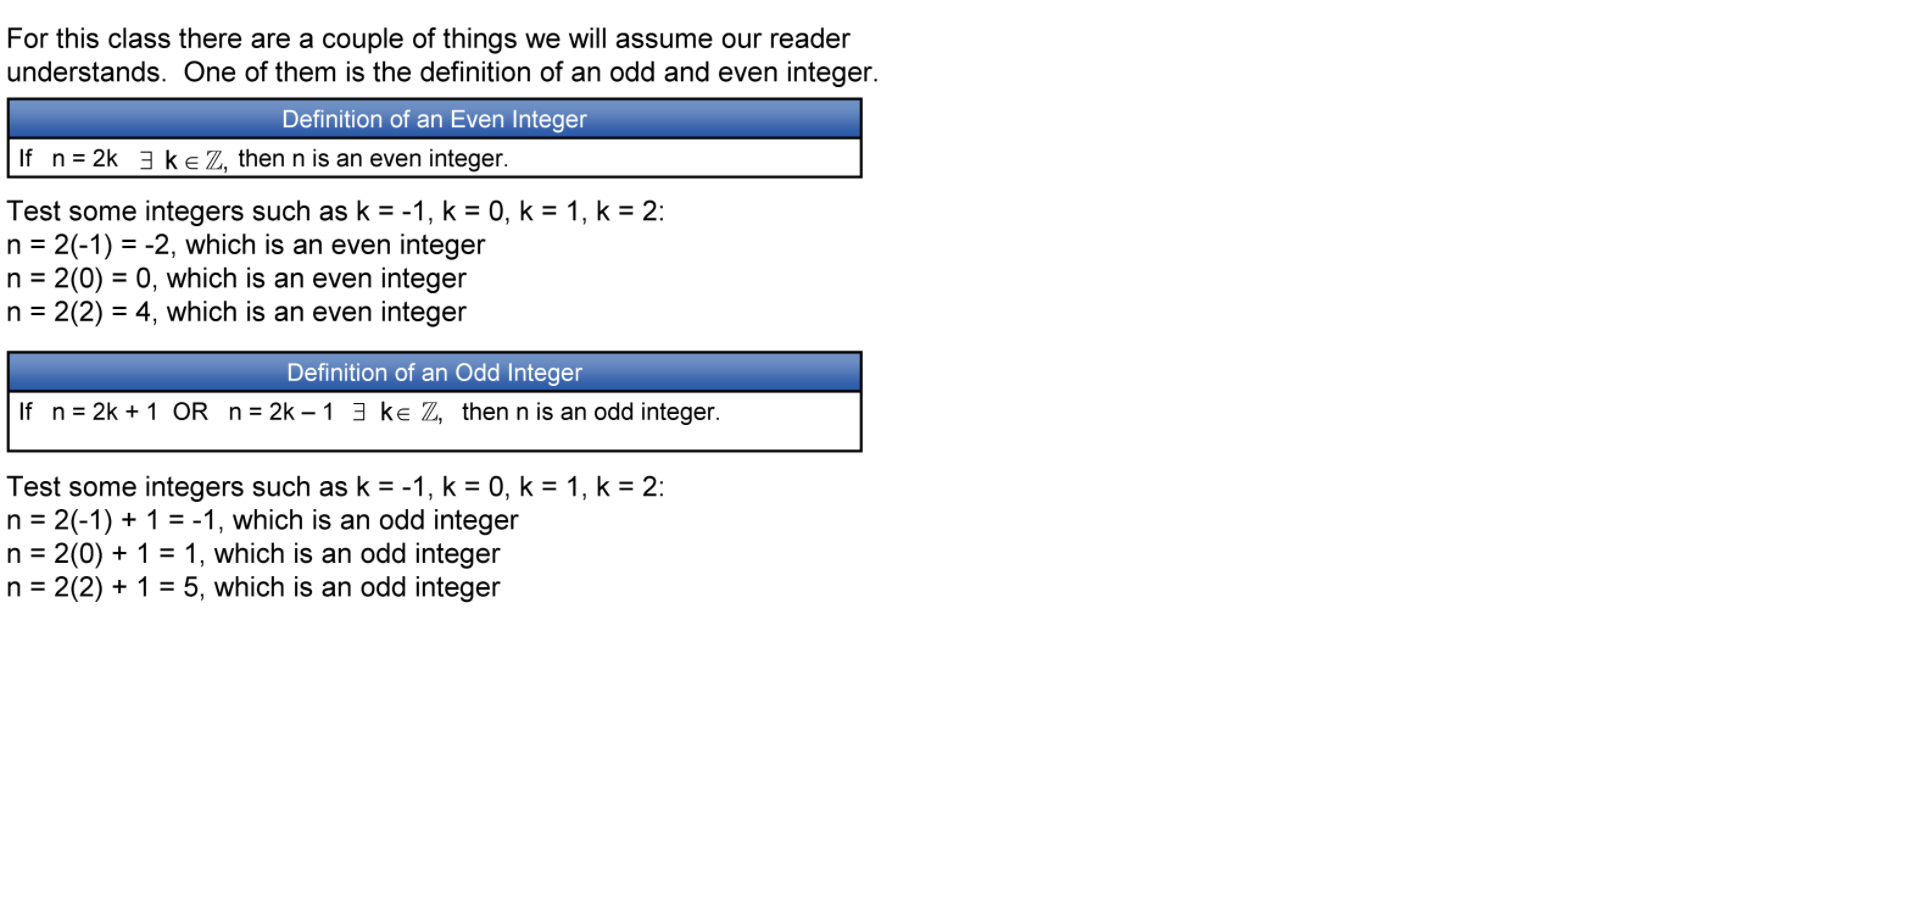 For this class there are a couple of things we will assume our reader
understands.  One of them is the definition of an odd and even integer.
Definition of an Even Integer
If n = 2k ∃ k ∈ ℤ, then n is an even integer.
Test some integers such as k = -1, k = 0, k = 1, k = 2:
n = 2(-1) = -2, which is an even integer
n = 2(0) = 0, which is an even integer
n = 2(2) = 4, which is an even integer
Definition of an Odd Integer
If n = 2k + 1 OR n = 2k – 1 ∃ k∈ ℤ, then n is an odd integer.
Test some integers such as k = -1, k = 0, k = 1, k = 2:
n = 2(-1) + 1 = -1, which is an odd integer
n = 2(0) + 1 = 1, which is an odd integer
n = 2(2) + 1 = 5, which is an odd integer